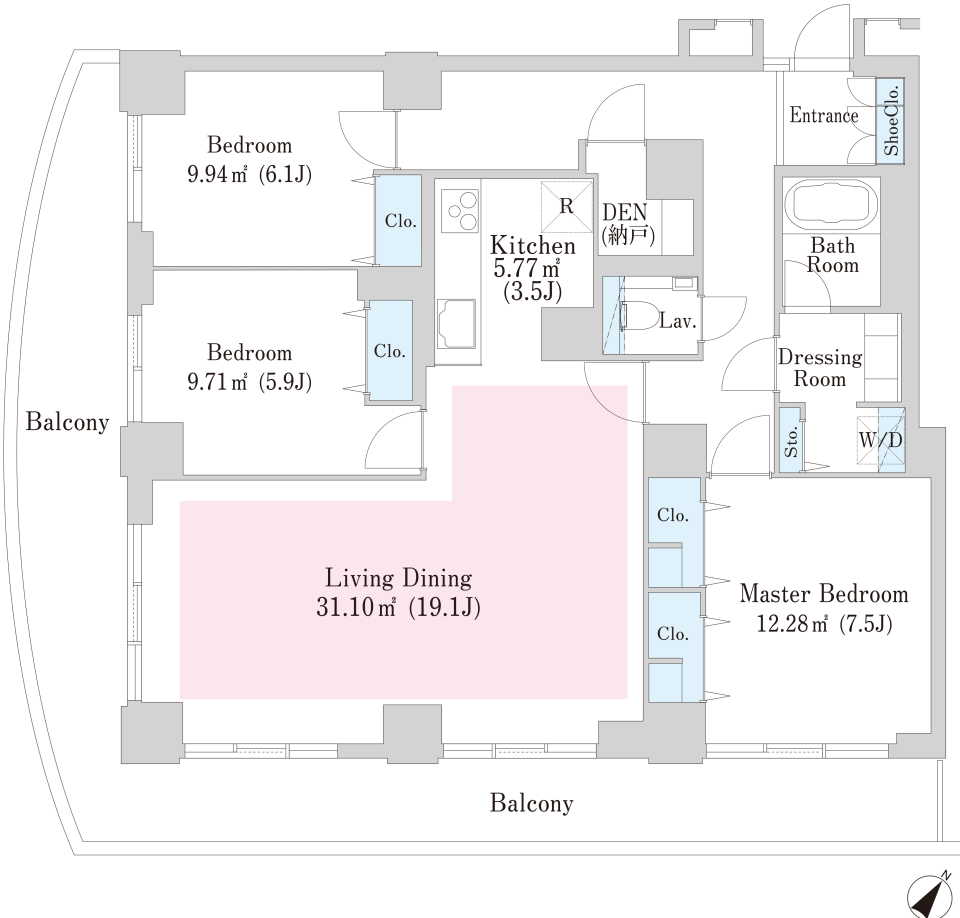 Entrance
ShoeClo.
Bedroom
9.94㎡ (6.1J)
Clo.
R
DEN
(納戸)
Kitchen
5.77㎡
(3.5J)
Bath
Room
Lav.
Bedroom
9.71㎡ (5.9J)
Clo.
Dressing
Room
Balcony
Sto.
W/D
Clo.
Living Dining
31.10㎡ (19.1J)
Master Bedroom
12.28㎡ (7.5J)
Clo.
Balcony
N